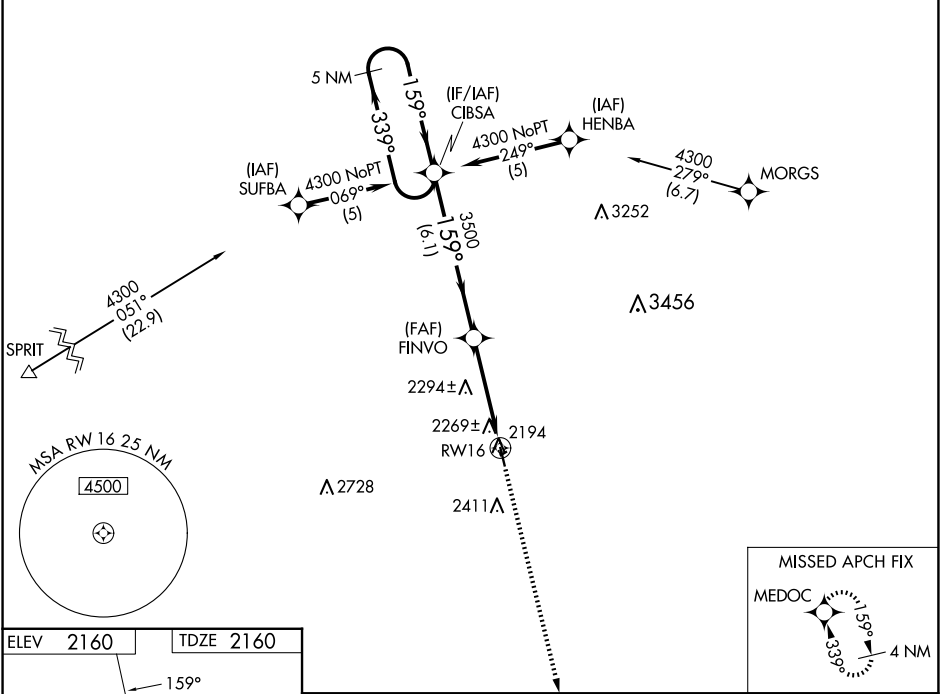 5 NM
159°
339°
(IF/IAF)
CIBSA
(IAF)
HENBA
4300 NoPT
249°
(5)
4300
279°
(6.7)
MORGS
(IAF)
SUFBA
4300 NoPT
069°
(5)
3252
3500
159°
(6.1)
3456
4300
051°
(22.9)
SPRIT
(FAF)
FINVO
2294±
2269±
2194
RW16
MSA RW 16 25 NM
4500
2728
2411
MISSED APCH FIX
MEDOC
159°
339°
4 NM
ELEV 2160
TDZE 2160
159°